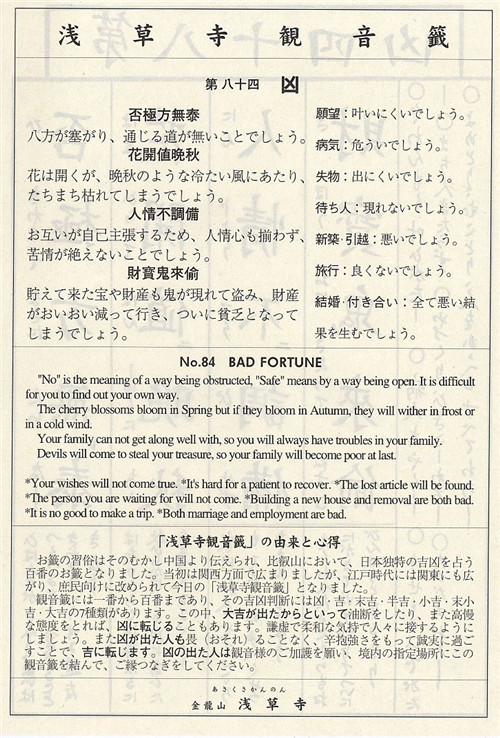 浅草寺観音籤
第八十四 凶
否極方無泰
八方が塞がり、通じる道が無いことでしょう。
花開値晩秋
花は開くが、晩秋のような冷たい風にあたり、
たちまち枯れてしまうでしょう。
人情不調備
お互いが自己主張するため、人情心も揃わず、
苦情が絶えないことでしょう。
財寶鬼來偷
貯えて来た宝や財産も鬼が現れて盗み、財産
がおいおい減って行き、ついに貧乏となって
しまうでしょう。
願望：叶いにくいでしょう。
病気：危ういでしょう。
失物：出にくいでしょう。
待ち人：現れないでしょう。
新築·引越：悪いでしょう。
旅行：良くないでしょう。
結婚·付き合い：全て悪い結
果を生むでしょう。
No.84 BAD FORTUNE
"No" is the meaning of a way being obstructed, "Safe" means by a way being open. It is difficult
for you to find out your own way.
The cherry blossoms bloom in Spring but if they bloom in Autumn, they will wither in frost or
in a cold wind.
Your family can not get along well with, so you will always have troubles in your family.
Devils will come to steal your treasure, so your family will become poor at last.
*Your wishes will not come true. *It's hard for a patient to recover. *The lost article will be found.
*The person you are waiting for will not come. *Building a new house and removal are both bad.
*It is no good to make a trip. *Both marriage and employment are bad.
「浅草寺観音籤」の由来と心得
お籤の習俗はそのむかし中国より伝えられ、比叡山において、日本独特の吉凶を占う
百番のお籤となりました。当初は関西方面で広まりましたが、江戸時代には関東にも広
がり、庶民向けに改められて今日の「浅草寺観音籤」となりました。
観音籤には一番から百番まであり、その吉凶判断には凶·吉·末吉·半吉·小吉·末小
吉·大吉の７種類があります。この中、大吉が出たからといって油断をしたり、また高慢
な態度をとれば、凶に転じることもあります。謙虚で柔和な気持で人々に接するように
しましょう。また凶が出た人も畏（おそれ）ることなく、辛抱強さをもって誠実に過ご
すことで、吉に転じます。凶の出た人は観音様のご加護を願い、境内の指定場所にこの
観音籤を結んで、ご縁つなぎをしてください。
あさくさかんのん
金龍山 浅草寺